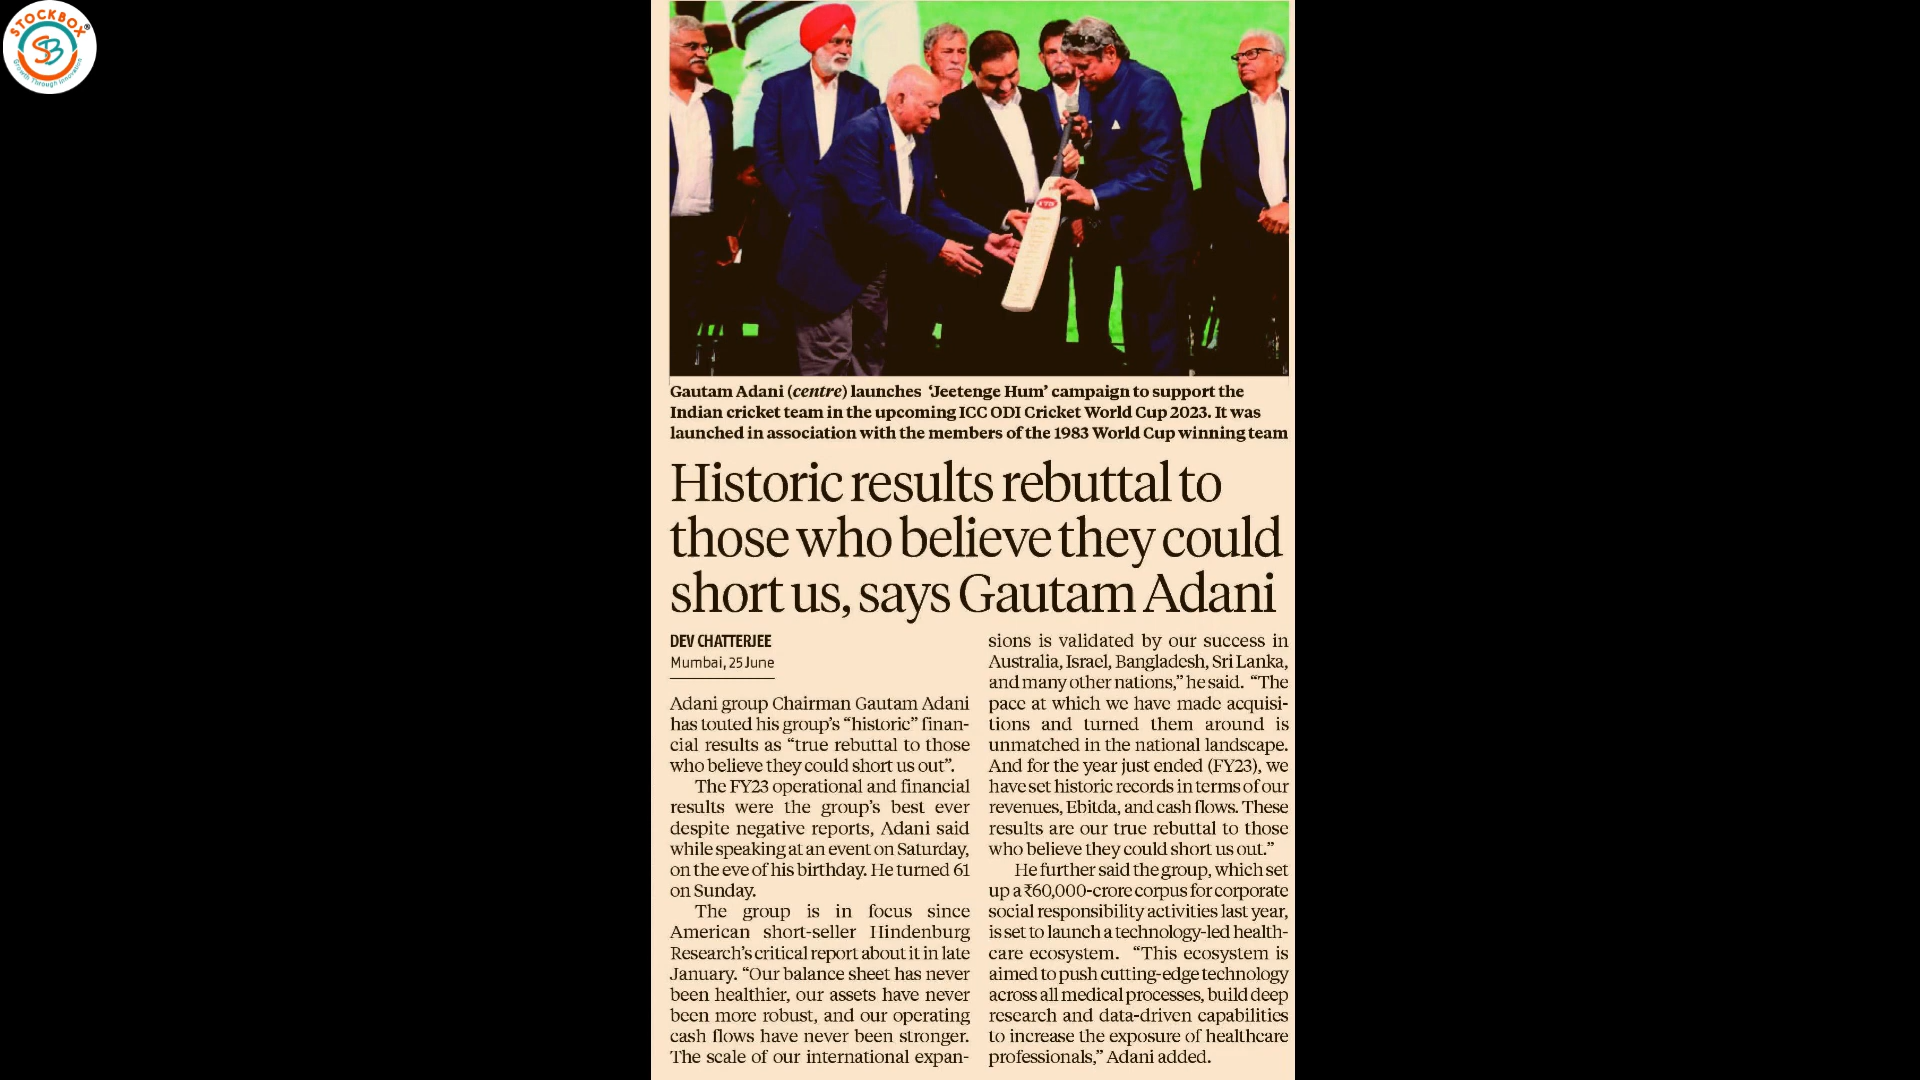 STOCKBOX®
SB
Growth Through Innovation
Gautam Adani (centre) launches ‘Jeetenge Hum’ campaign to support the
Indian cricket team in the upcoming ICC ODI Cricket World Cup 2023. It was
launched in association with the members of the 1983 World Cup winning team
Historic results rebuttal to
those who believe they could
short us, says Gautam Adani
DEV CHATTERJEE
Mumbai, 25 June
Adani group Chairman Gautam Adani
has touted his group’s “historic” finan-
cial results as “true rebuttal to those
who believe they could short us out”.
The FY23 operational and financial
results were the group’s best ever
despite negative reports, Adani said
while speaking at an event on Saturday,
on the eve of his birthday. He turned 61
on Sunday.
The group is in focus since
American short-seller Hindenburg
Research’s critical report about it in late
January. “Our balance sheet has never
been healthier, our assets have never
been more robust, and our operating
cash flows have never been stronger.
The scale of our international expan-
sions is validated by our success in
Australia, Israel, Bangladesh, Sri Lanka,
and many other nations,” he said. “The
pace at which we have made acquisi-
tions and turned them around is
unmatched in the national landscape.
And for the year just ended (FY23), we
have set historic records in terms of our
revenues, Ebitda, and cash flows. These
results are our true rebuttal to those
who believe they could short us out.”
He further said the group, which set
up a ₹60,000-crore corpus for corporate
social responsibility activities last year,
is set to launch a technology-led health-
care ecosystem. “This ecosystem is
aimed to push cutting-edge technology
across all medical processes, build deep
research and data-driven capabilities
to increase the exposure of healthcare
professionals,” Adani added.